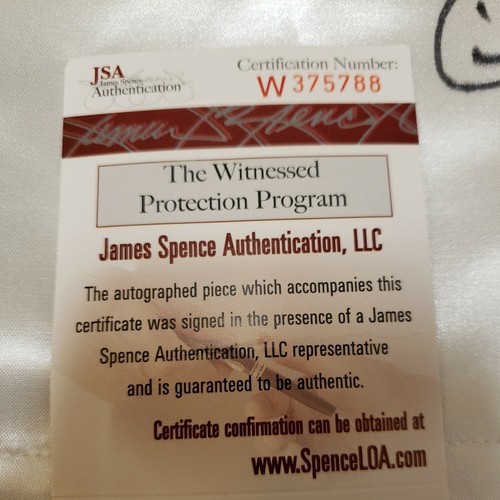 JSA
James Spence
Authentication
Certification Number:
W 375788
The Witnessed
Protection Program
James Spence Authentication, LLC
The autographed piece which accompanies this
certificate was signed in the presence of a James
Spence Authentication, LLC representative
and is guaranteed to be authentic.
Certificate confirmation can be obtained at
www.SpenceLOA.com